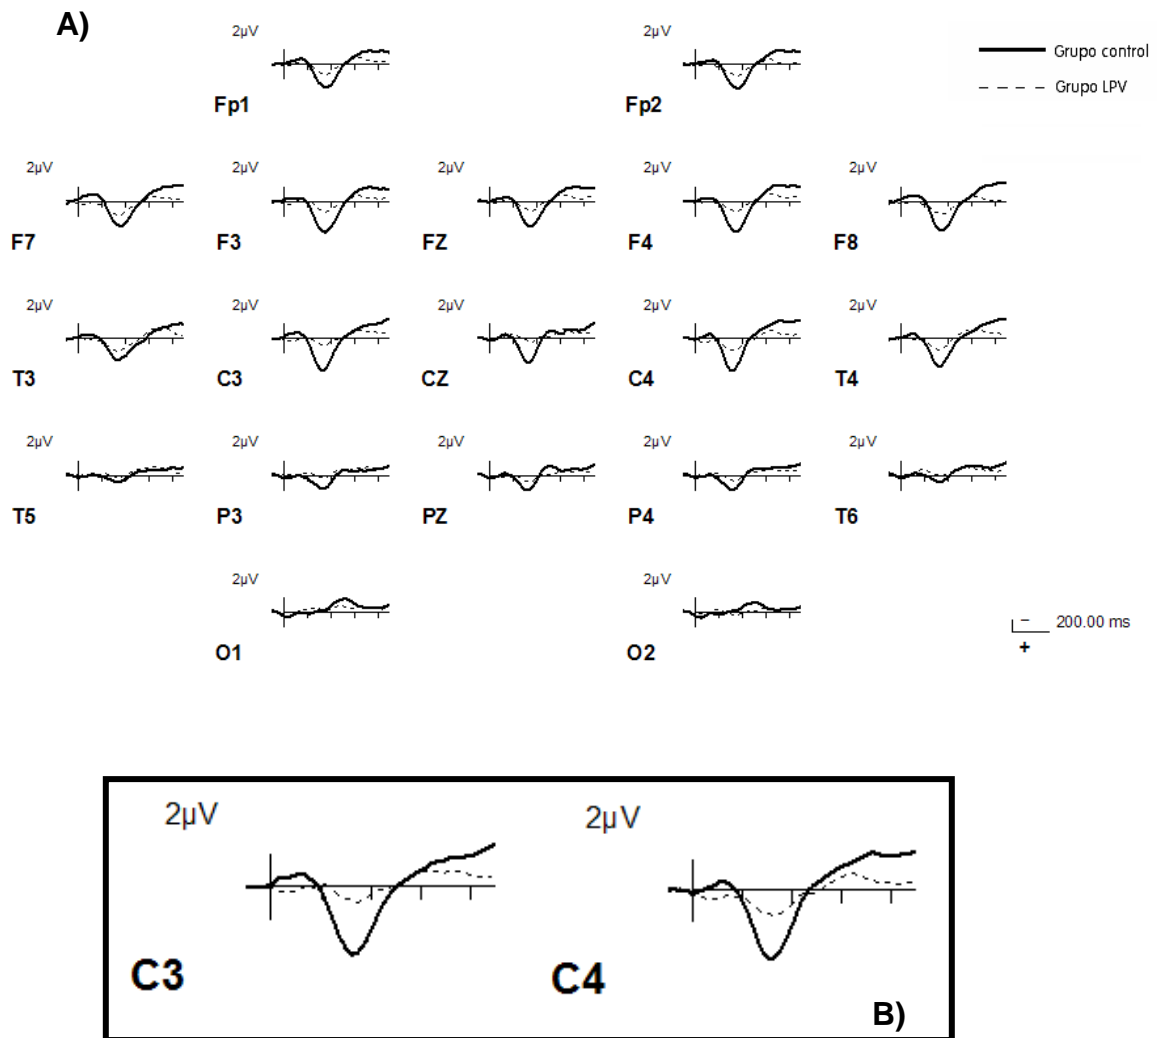 A)
2µV 2µV
Grupo control
Grupo LPV
Fp1 Fp2
2µV 2µV 2µV 2µV 2µV
F7 F3 FZ F4 F8
2µV 2µV 2µV 2µV 2µV
T3 C3 CZ C4 T4
2µV 2µV 2µV 2µV 2µV
T5 P3 PZ P4 T6
2µV 2µV
− 200.00 ms
+
O1 O2
2µV 2µV
C3 C4
B)